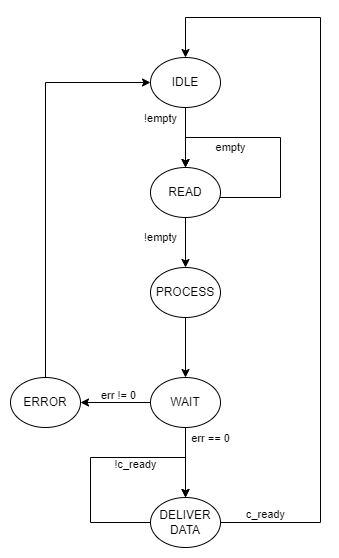 IDLE
!empty
empty
READ
!empty
PROCESS
err != 0
ERROR
WAIT
err == 0
!c_ready
DELIVER
DATA
c_ready